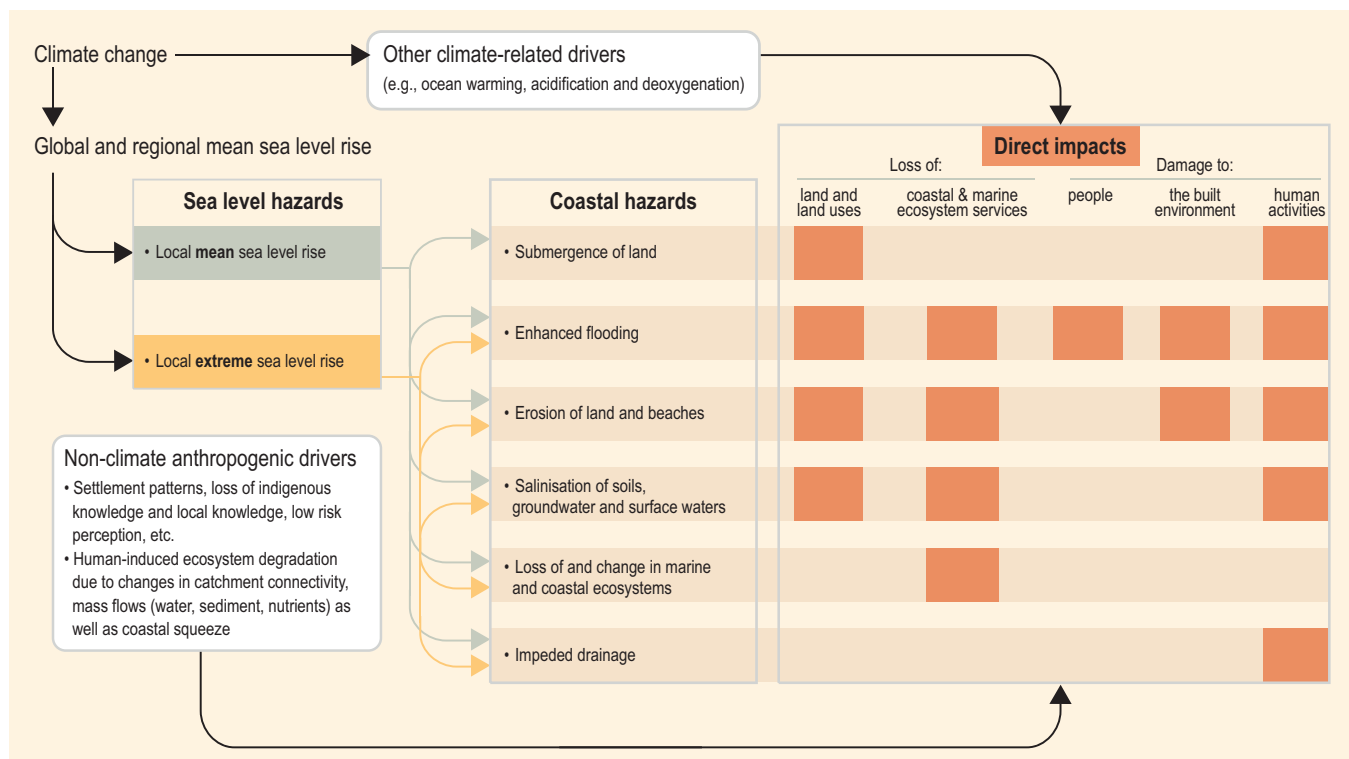 Climate change
Other climate-related drivers
(e.g., ocean warming, acidification and deoxygenation)
Global and regional mean sea level rise
Sea level hazards
• Local mean sea level rise
• Local extreme sea level rise
Non-climate anthropogenic drivers
• Settlement patterns, loss of indigenous
knowledge and local knowledge, low risk
perception, etc.
• Human-induced ecosystem degradation
due to changes in catchment connectivity,
mass flows (water, sediment, nutrients) as
well as coastal squeeze
Coastal hazards
• Submergence of land
• Enhanced flooding
• Erosion of land and beaches
• Salinisation of soils,
groundwater and surface waters
• Loss of and change in marine
and coastal ecosystems
• Impeded drainage
Direct impacts
Loss of:
land and
land uses
coastal & marine
ecosystem services
Damage to:
people
the built
environment
human
activities